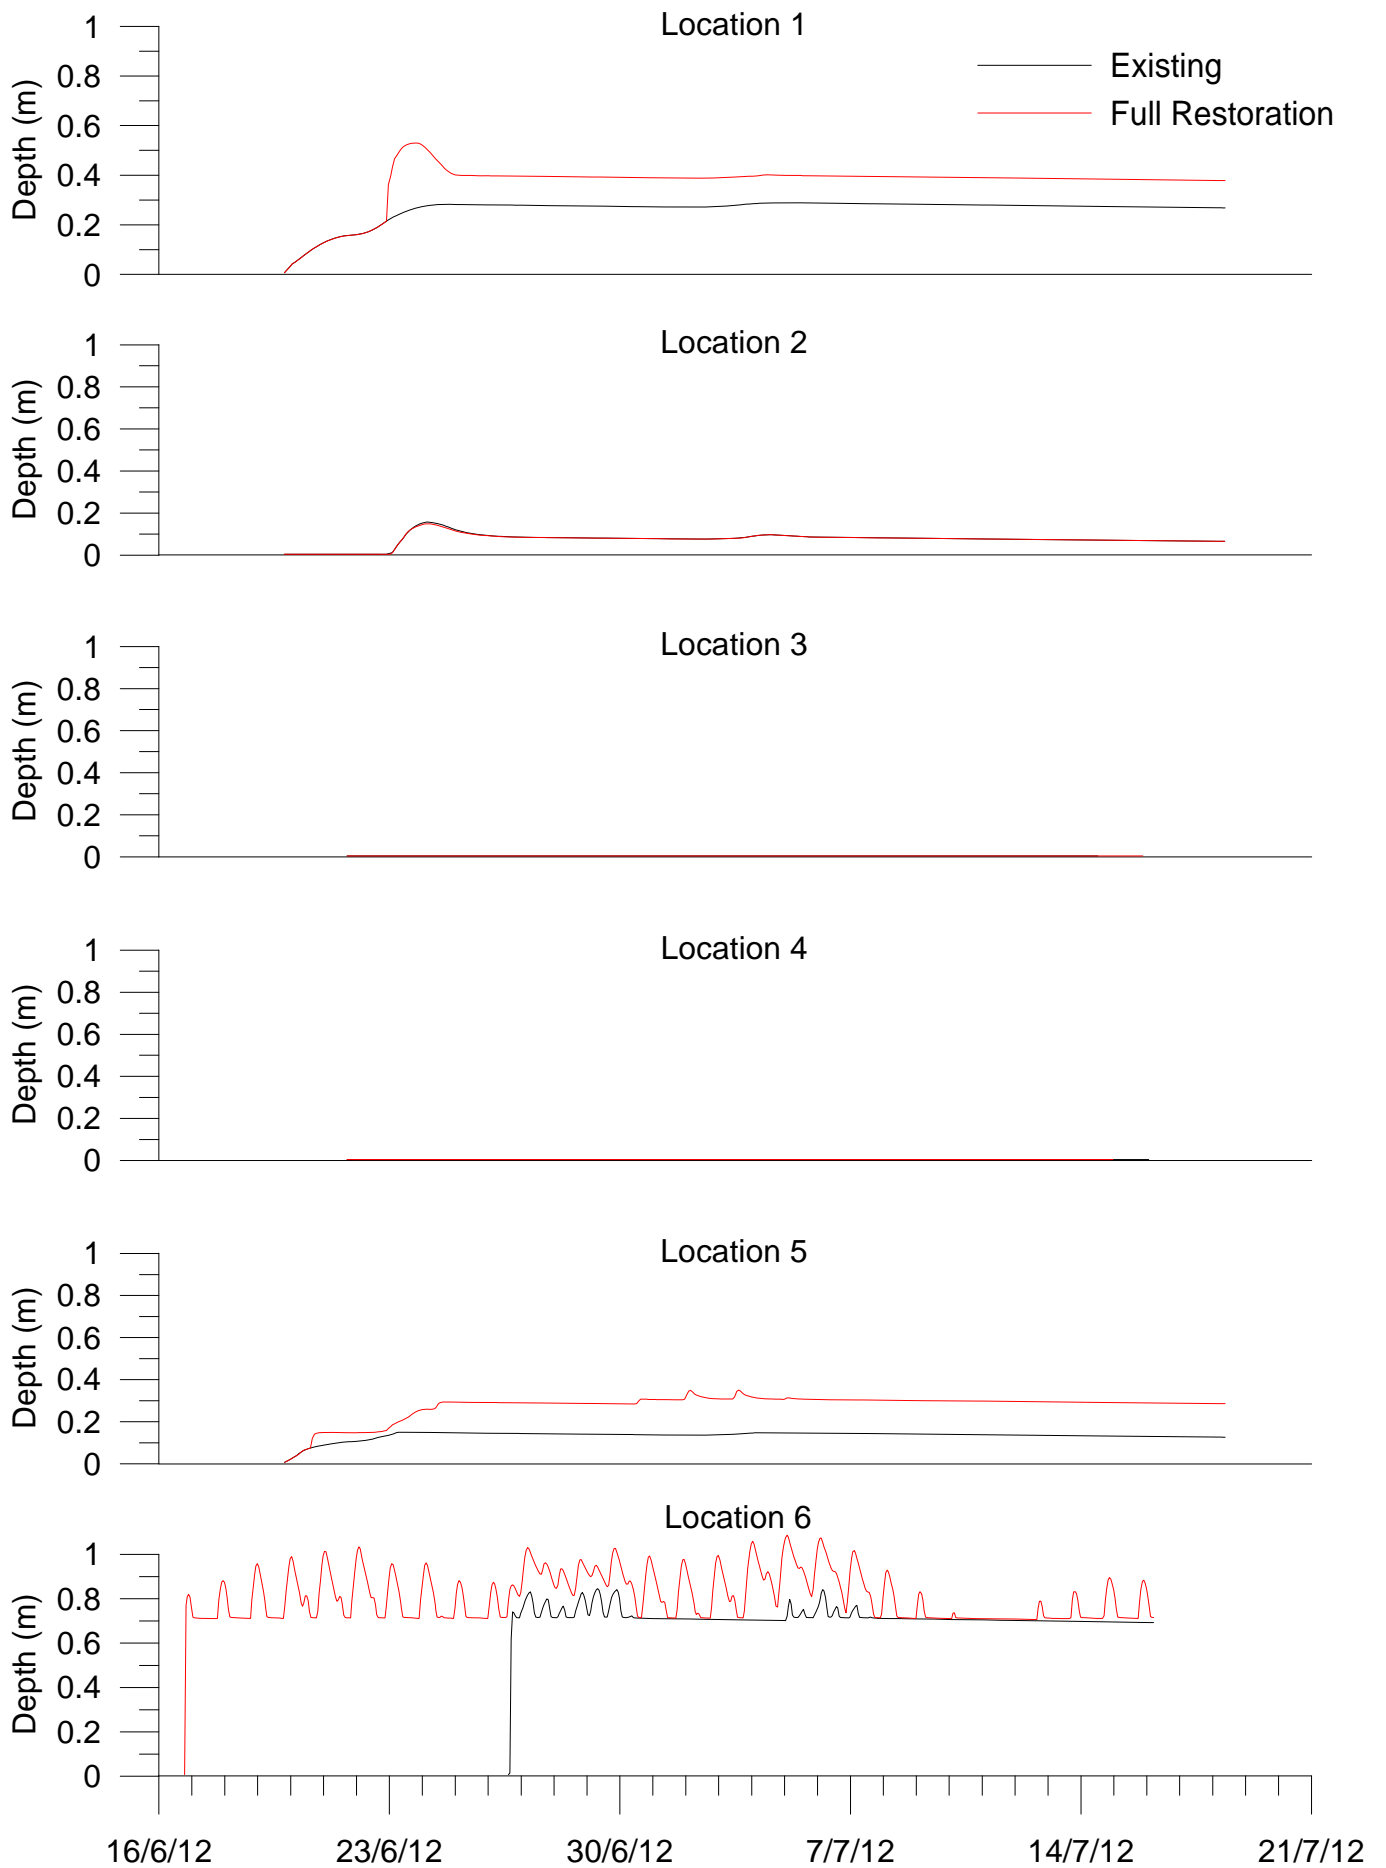 Location 1
Existing
Full Restoration
Depth (m)
1
0.8
0.6
0.4
0.2
0
Location 2
Depth (m)
1
0.8
0.6
0.4
0.2
0
Location 3
Depth (m)
1
0.8
0.6
0.4
0.2
0
Location 4
Depth (m)
1
0.8
0.6
0.4
0.2
0
Location 5
Depth (m)
1
0.8
0.6
0.4
0.2
0
Location 6
Depth (m)
1
0.8
0.6
0.4
0.2
0
16/6/12 23/6/12 30/6/12 7/7/12 14/7/12 21/7/12